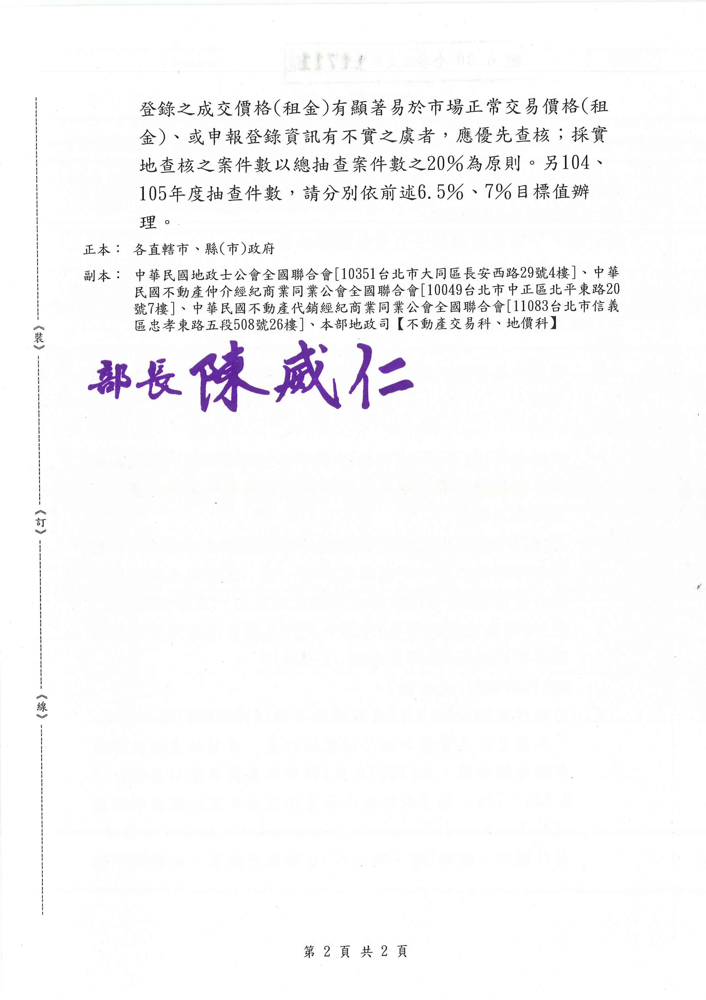 登錄之成交價格(租金)有顯著易於市場正常交易價格(租
金)、或申報登錄資訊有不實之虞者，應優先查核；採實
地查核之案件數以總抽查案件數之20%為原則。另104、
105年度抽查件數，請分別依前述6.5%、7%目標值辦
理。
正本： 各直轄市、縣(市)政府
副本： 中華民國地政士公會全國聯合會[10351台北市大同區長安西路29號4樓]、中華
民國不動產仲介經紀商業同業公會全國聯合會[10049台北市中正區北平東路20
號7樓]、中華民國不動產代銷經紀商業同業公會全國聯合會[11083台北市信義
區忠孝東路五段508號26樓]、本部地政司【不動產交易科、地價科】
部長 陳威仁
《裝》
《訂》
《線》
第 2 頁 共 2 頁